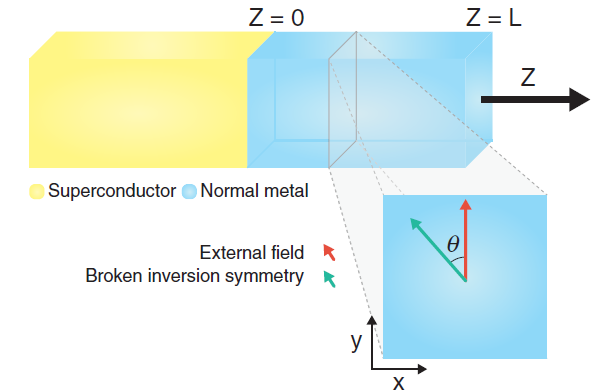 Z = 0
Z = L
Z
Superconductor
Normal metal
External field
Broken inversion symmetry
θ
y
x